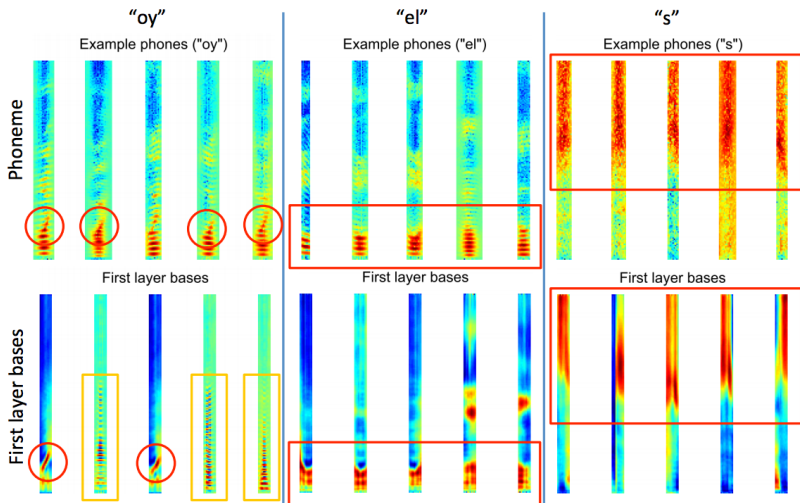 “oy”
“el”
“s”
Example phones ("oy")
Example phones ("el")
Example phones ("s")
Phoneme
First layer bases
First layer bases
First layer bases
First layer bases